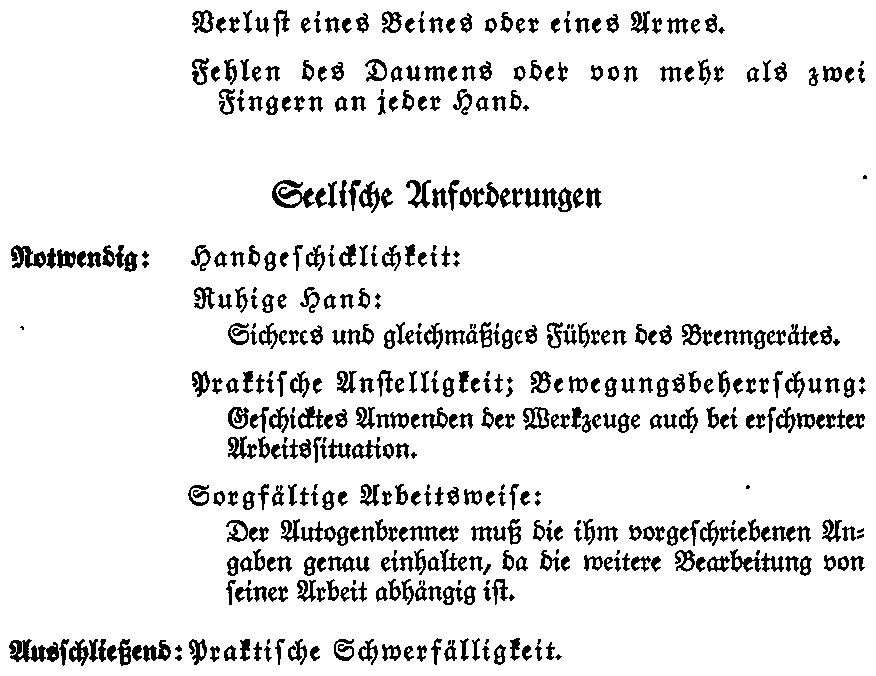 Verlust eines Beines oder eines Armes.
Fehlen des Daumens oder von mehr als zwei
Fingern an jeder Hand.
Seelische Anforderungen
Notwendig: Handgeschicklichkeit:
Ruhige Hand:
Sicheres und gleichmäßiges Führen des Brenngerätes.
Praktische Anstelligkeit; Bewegungsbeherrschung:
Geschicktes Anwenden der Werkzeuge auch bei erschwerter
Arbeitssituation.
Sorgfältige Arbeitsweise:
Der Autogenbrenner muß die ihm vorgeschriebenen An-
gaben genau einhalten, da die weitere Bearbeitung von
seiner Arbeit abhängig ist.
Ausschließend: Praktische Schwerfälligkeit.